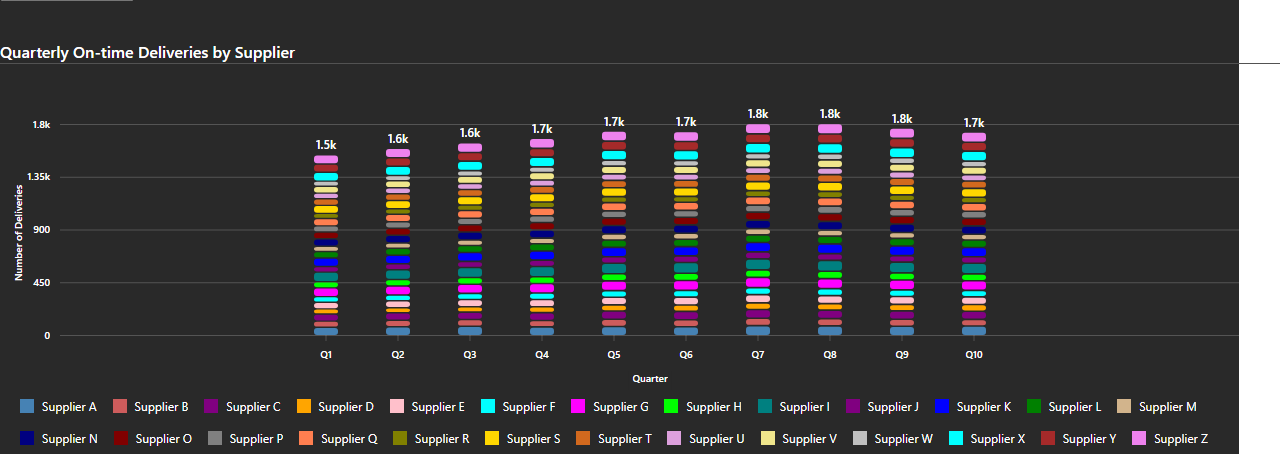 Quarterly On-time Deliveries by Supplier
1.5k 1.6k 1.6k 1.7k 1.7k 1.7k 1.8k 1.8k 1.8k 1.7k
1.8k
1.35k
900
450
0
Number of Deliveries
Q1 Q2 Q3 Q4 Q5 Q6 Q7 Q8 Q9 Q10
Quarter
Supplier A Supplier B Supplier C Supplier D Supplier E Supplier F Supplier G Supplier H Supplier I Supplier J Supplier K Supplier L Supplier M
Supplier N Supplier O Supplier P Supplier Q Supplier R Supplier S Supplier T Supplier U Supplier V Supplier W Supplier X Supplier Y Supplier Z